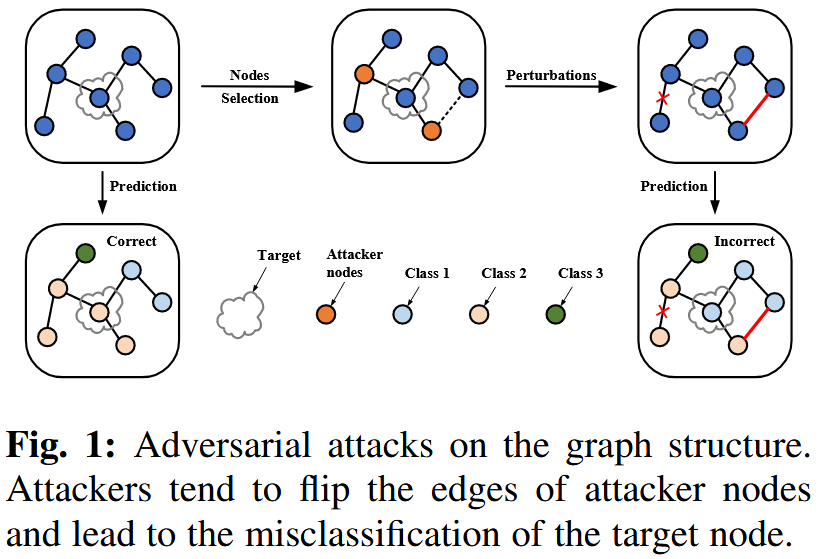 Nodes
Selection
Perturbations
Prediction
Prediction
Correct
Target
Attacker
nodes
Class 1
Class 2
Class 3
Incorrect
Fig. 1: Adversarial attacks on the graph structure.
Attackers tend to flip the edges of attacker nodes
and lead to the misclassification of the target node.